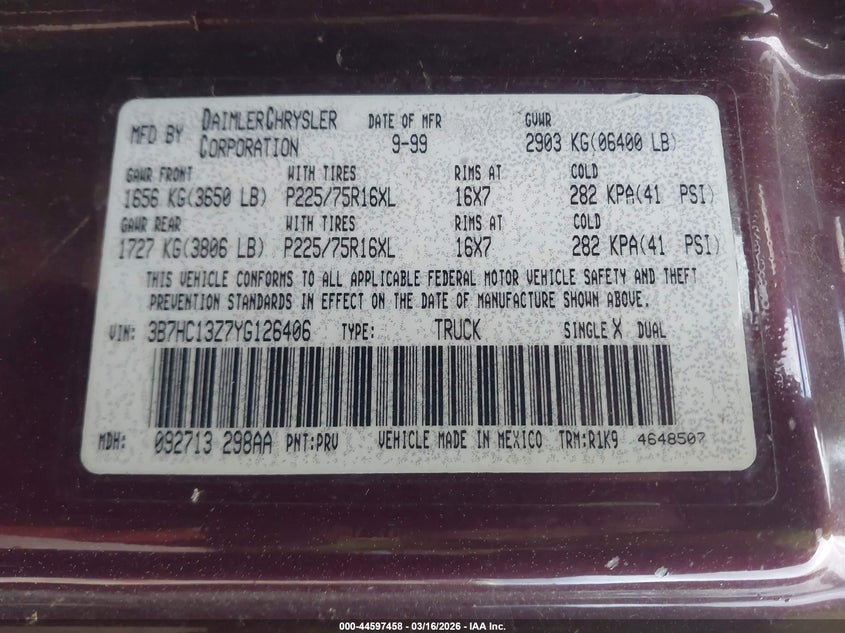 MFD BY DAIMLERCHRYSLER CORPORATION DATE OF MFR 9-99 GVWR 2903 KG(06400 LB)
GAWR FRONT WITH TIRES RIMS AT COLD
1656 KG(3650 LB) P225/75R16XL 16X7 282 KPA(41 PSI)
GAWR REAR WITH TIRES RIMS AT COLD
1727 KG(3806 LB) P225/75R16XL 16X7 282 KPA(41 PSI)
THIS VEHICLE CONFORMS TO ALL APPLICABLE FEDERAL MOTOR VEHICLE SAFETY AND THEFT
PREVENTION STANDARDS IN EFFECT ON THE DATE OF MANUFACTURE SHOWN ABOVE.
VIN: 3B7HC13Z7YG126406 TYPE: TRUCK SINGLE X DUAL
MDH: 092713 298AA PNT:PRV VEHICLE MADE IN MEXICO TRM:R1K9 4648507
000-44597458 - 03/16/2026 - IAA Inc.